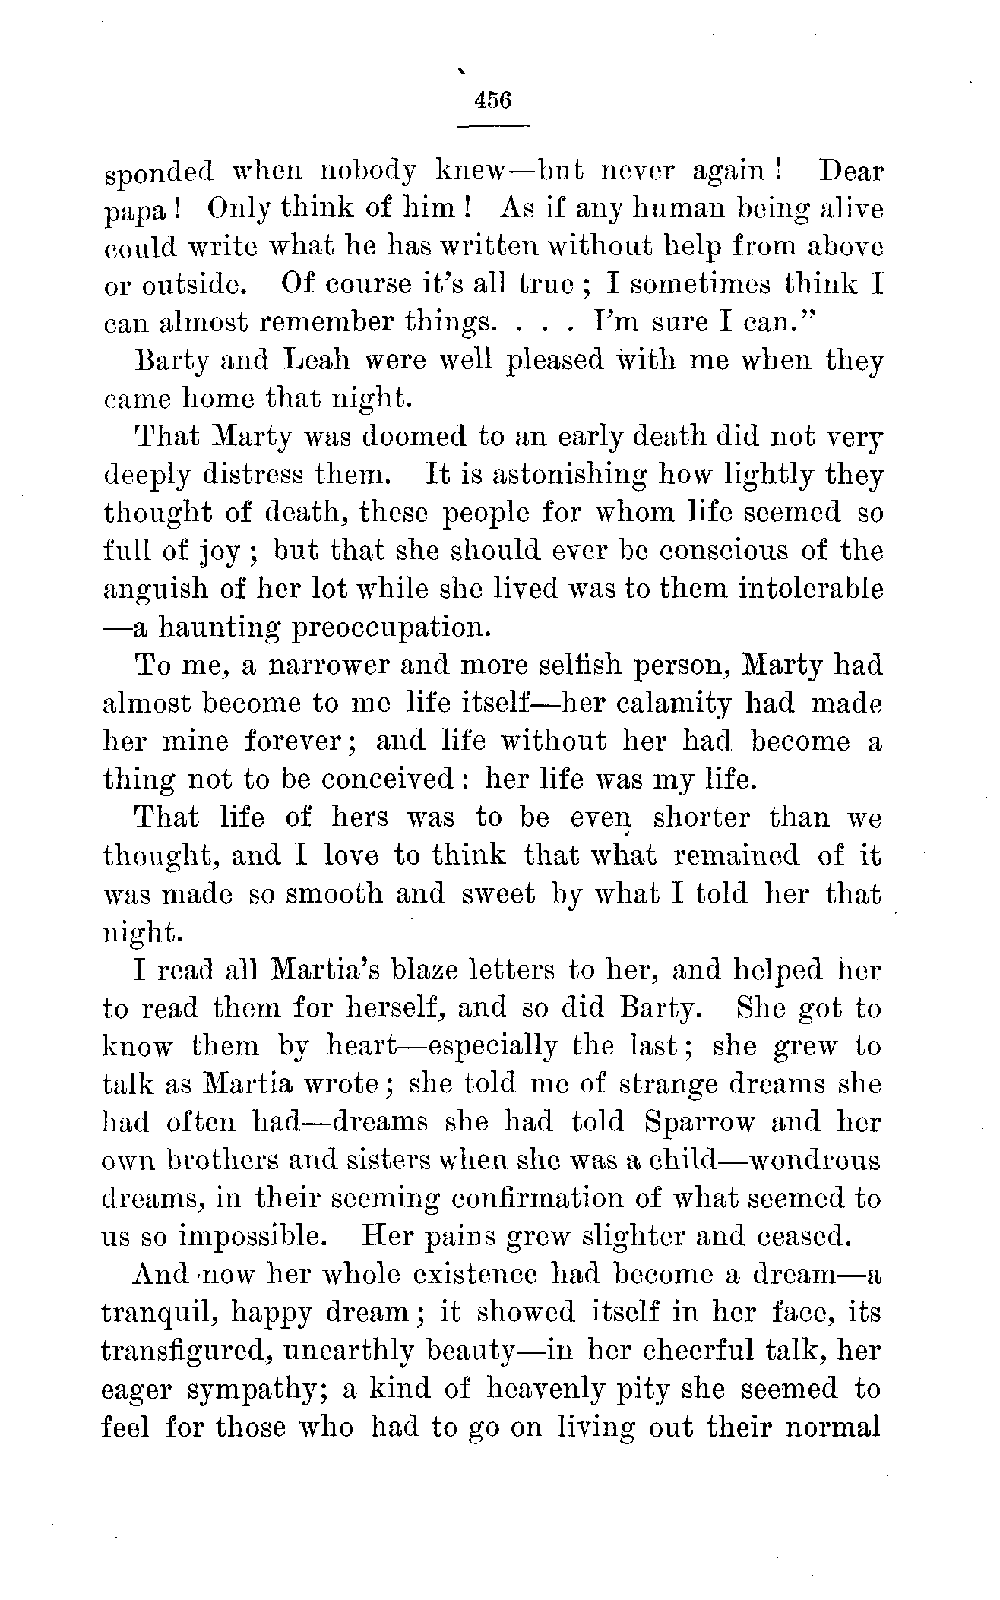 456
sponded when nobody knew—but never again! Dear
papa! Only think of him! As if any human being alive
could write what he has written without help from above
or outside. Of course it's all true; I sometimes think I
can almost remember things. . . . I'm sure I can."
Barty and Leah were well pleased with me when they
came home that night.
That Marty was doomed to an early death did not very
deeply distress them. It is astonishing how lightly they
thought of death, these people for whom life seemed so
full of joy; but that she should ever be conscious of the
anguish of her lot while she lived was to them intolerable
—a haunting preoccupation.
To me, a narrower and more selfish person, Marty had
almost become to me life itself—her calamity had made
her mine forever; and life without her had become a
thing not to be conceived: her life was my life.
That life of hers was to be even shorter than we
thought, and I love to think that what remained of it
was made so smooth and sweet by what I told her that
night.
I read all Martia's blaze letters to her, and helped her
to read them for herself, and so did Barty. She got to
know them by heart—especially the last; she grew to
talk as Martia wrote; she told me of strange dreams she
had often had—dreams she had told Sparrow and her
own brothers and sisters when she was a child—wondrous
dreams, in their seeming confirmation of what seemed to
us so impossible. Her pains grew slighter and ceased.
And now her whole existence had become a dream—a
tranquil, happy dream; it showed itself in her face, its
transfigured, unearthly beauty—in her cheerful talk, her
eager sympathy; a kind of heavenly pity she seemed to
feel for those who had to go on living out their normal